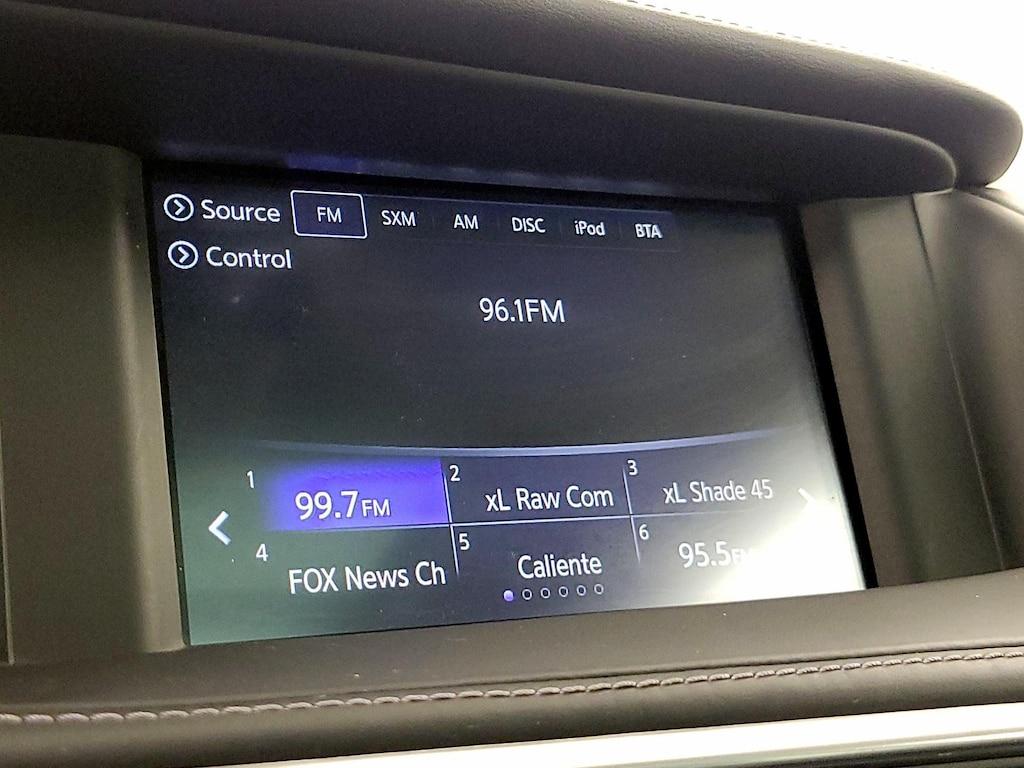 Source FM SXM AM DISC iPod BTA
Control
96.1FM
1 99.7FM 2 xL Raw Com 3 xL Shade 45
4 FOX News Ch 5 Caliente 6 95.5FM